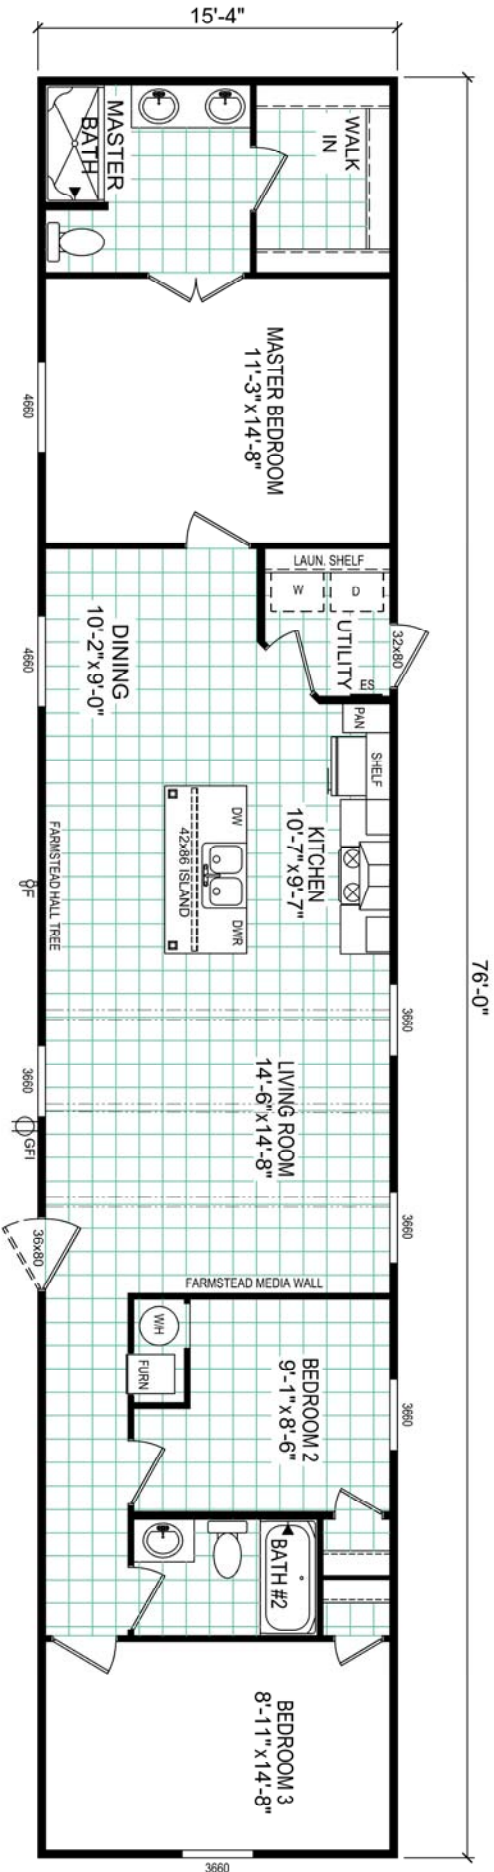 15'-4"
76'-0"
WALK
IN
MASTER
BATH
MASTER BEDROOM
11'-3"x14'-8"
4660
LAUN. SHELF
W
D
UTILITY
32x80
ES
DINING
10'-2"x9'-0"
4660
PAN
SHELF
KITCHEN
10'-7"x9'-7"
DW
42x86 ISLAND
DWR
FARMSTEAD HALL TREE
F
3660
LIVING ROOM
14'-6"x14'-8"
3660
GFI
3660
36x80
FARMSTEAD MEDIA WALL
W/H
FURN
BEDROOM 2
9'-1"x8'-6"
3660
BATH #2
BEDROOM 3
8'-11"x14'-8"
3660